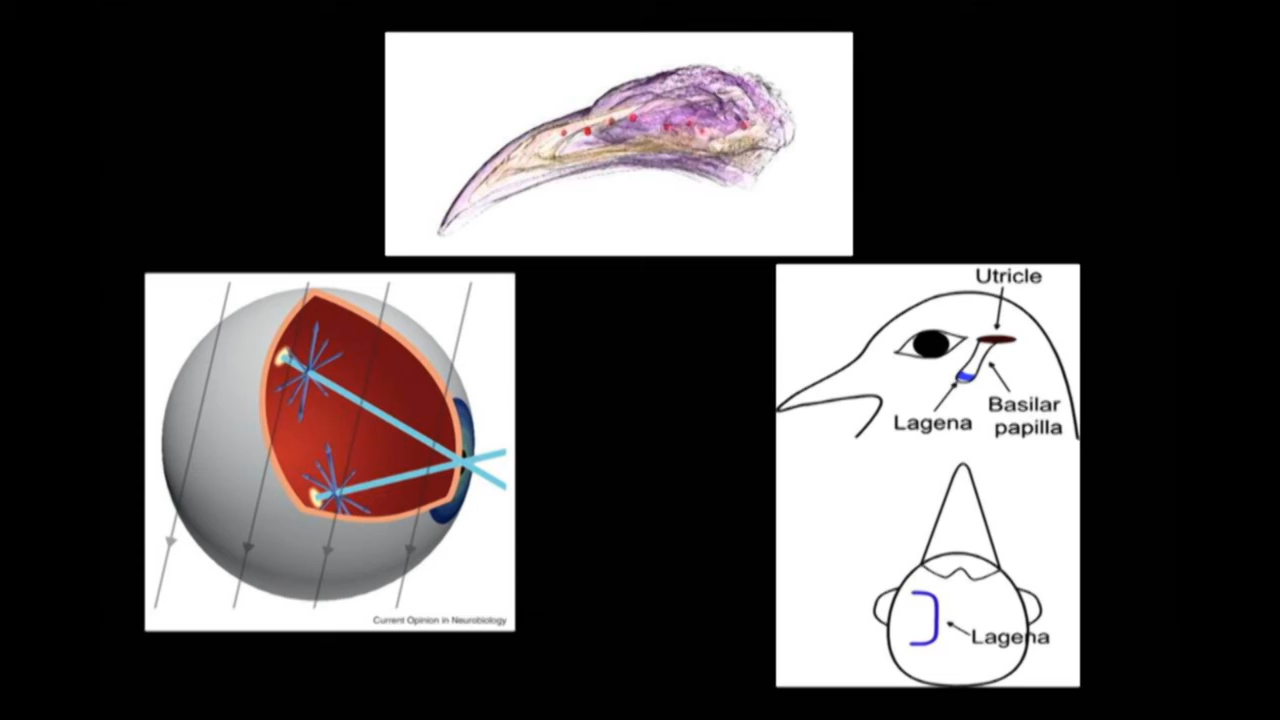 Current Opinion in Neurobiology
Utricle
Lagena
Basilar
papilla
Lagena